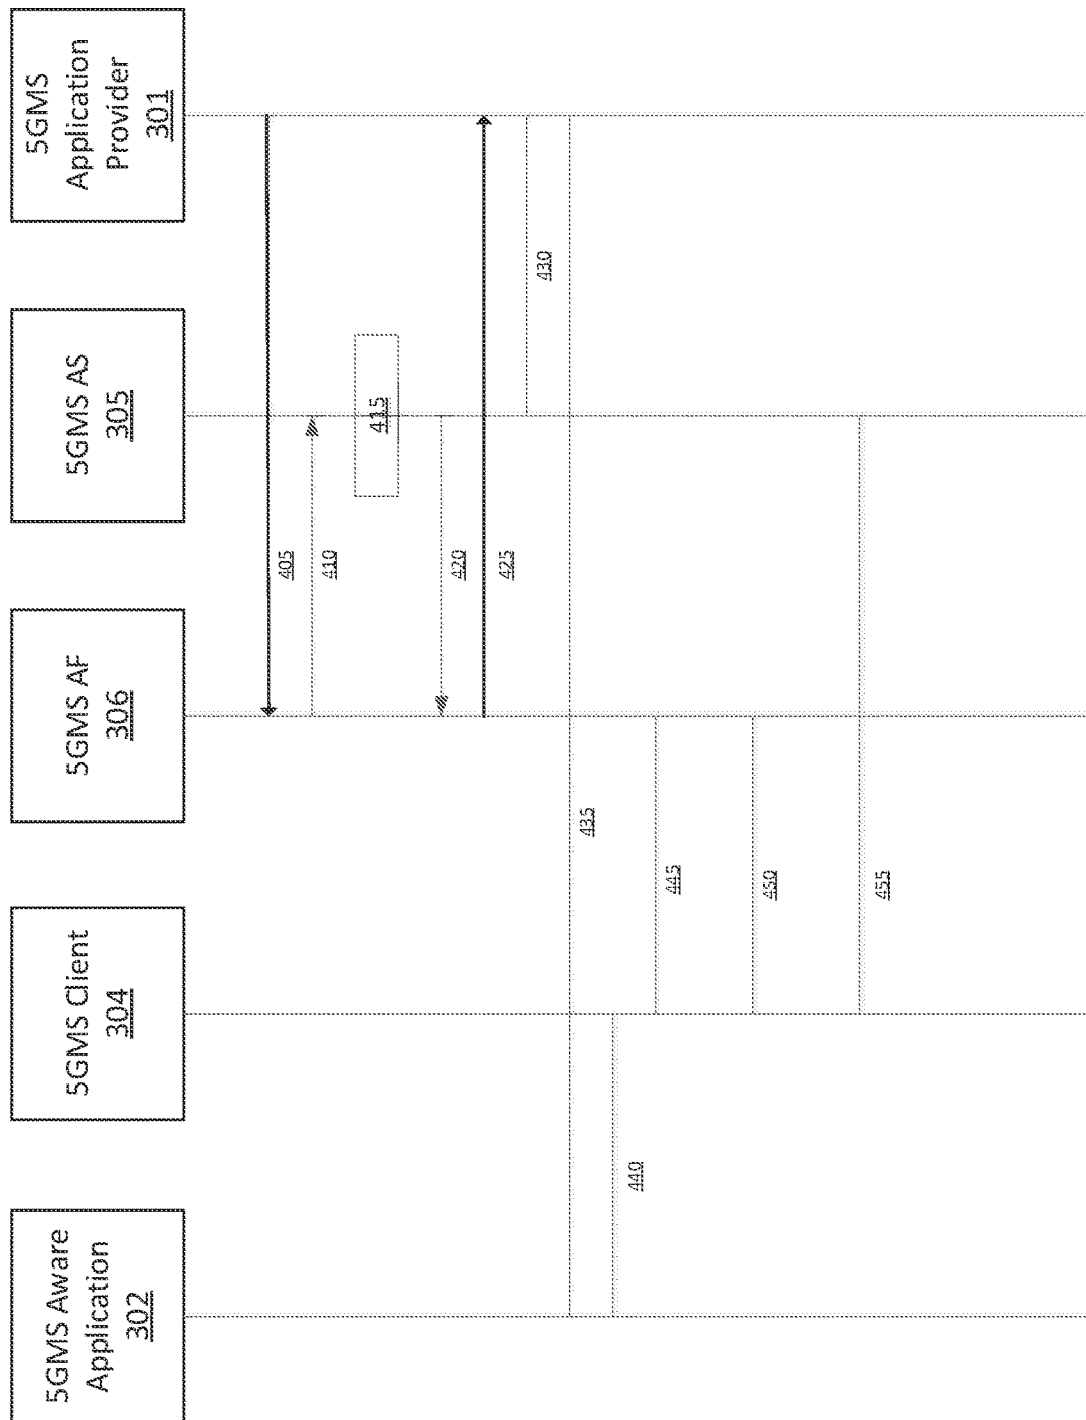 5GMS Aware
Application
302
5GMS Client
304
5GMS AF
306
5GMS AS
305
5GMS
Application
Provider
301
405
410
415
420
425
430
435
440
445
450
455